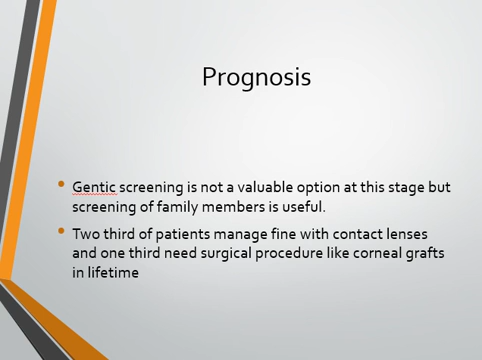 Prognosis
Gentic screening is not a valuable option at this stage but
screening of family members is useful.
Two third of patients manage fine with contact lenses
and one third need surgical procedure like corneal grafts
in lifetime